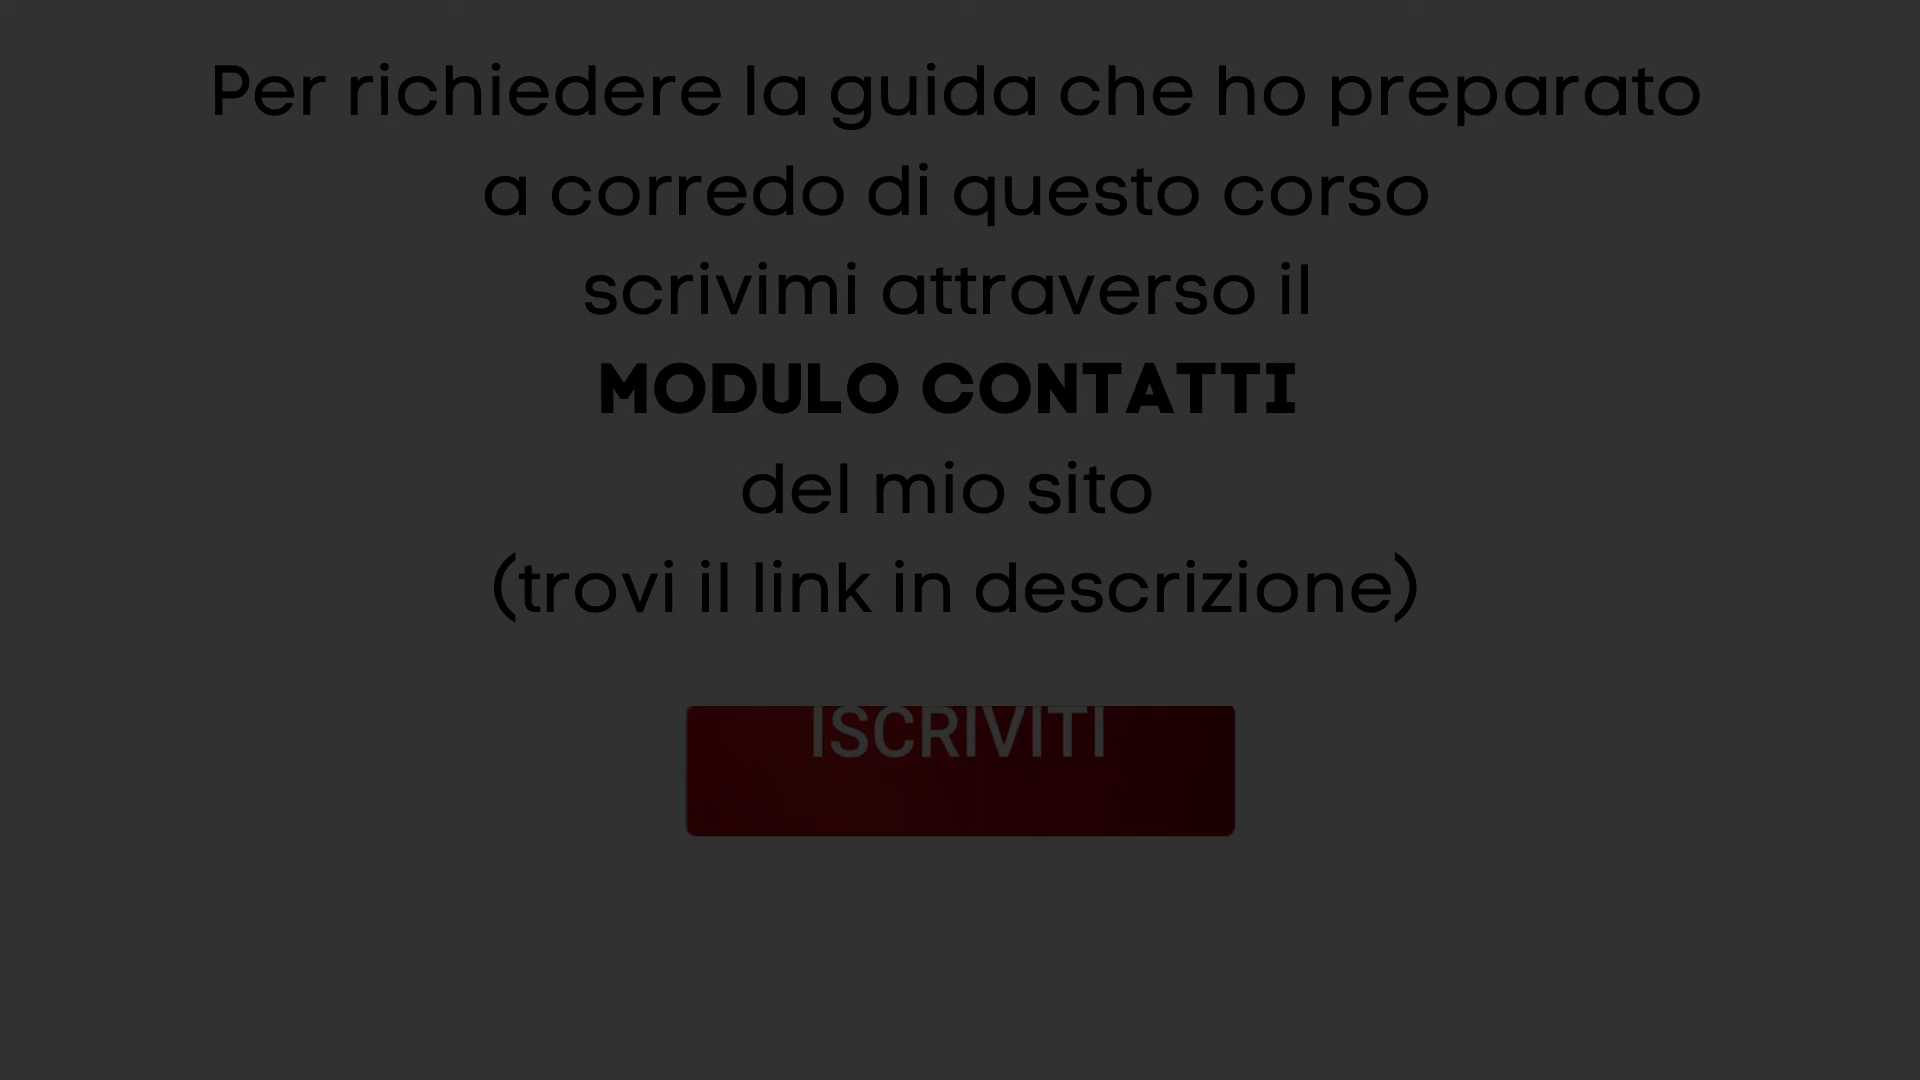 Per richiedere la guida che ho preparato
a corredo di questo corso
scrivimi attraverso il
MODULO CONTATTI
del mio sito
(trovi il link in descrizione)
ISCRIVITI